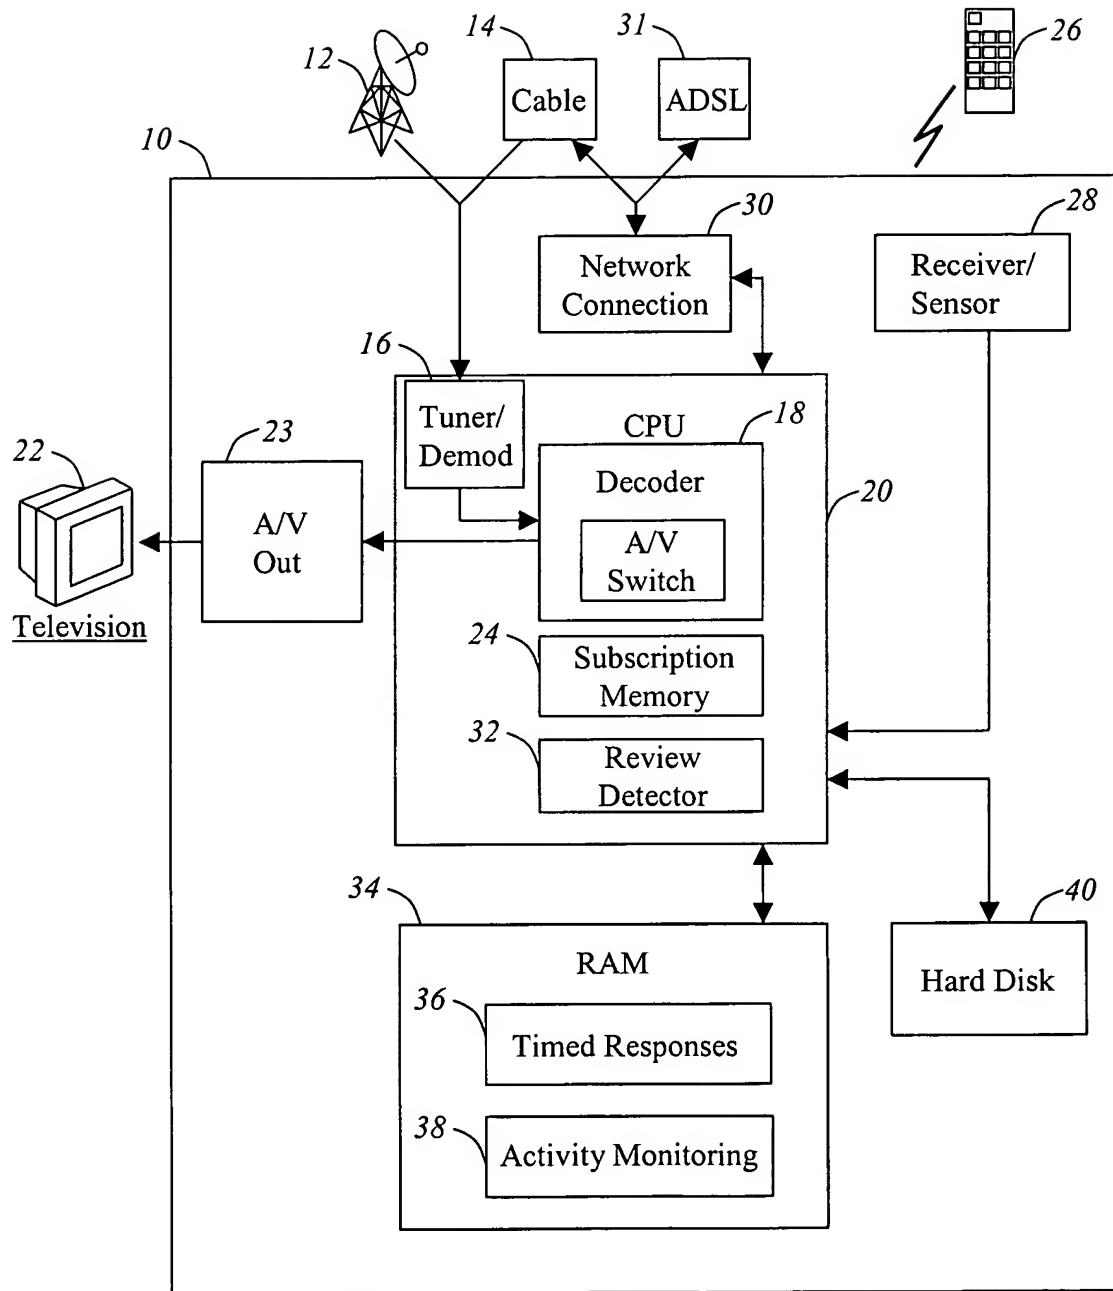 14
31
26
12
Cable
ADSL
10
30
28
Network
Connection
Receiver/
Sensor
16
Tuner/
Demod
CPU
18
22
23
Decoder
20
A/V
Out
A/V
Switch
Television
24
Subscription
Memory
32
Review
Detector
34
40
RAM
Hard Disk
36
Timed Responses
38
Activity Monitoring